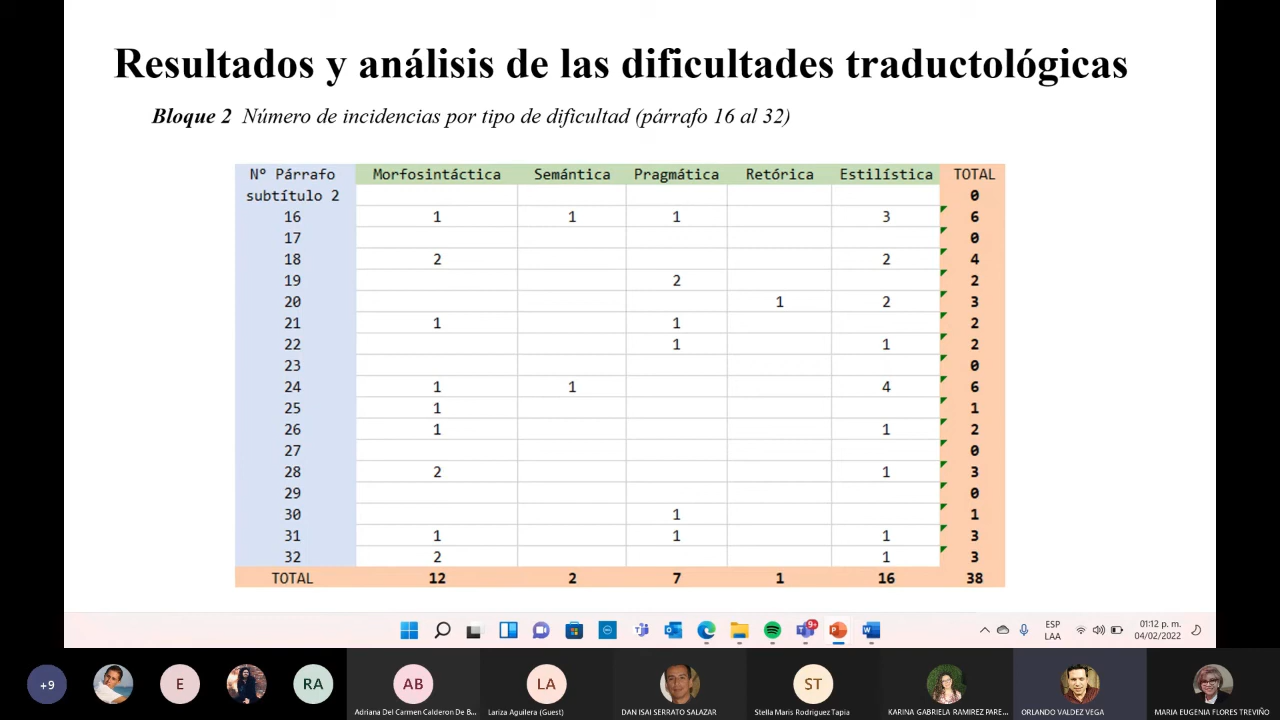 Resultados y análisis de las dificultades traductológicas
Bloque 2 Número de incidencias por tipo de dificultad (párrafo 16 al 32)
Nº Párrafo Morfosintáctica Semántica Pragmática Retórica Estilística TOTAL
subtítulo 2 0
16 1 1 1 3 6
17 0
18 2 2 4
19 2 2
20 1 2 3
21 1 1 2
22 1 1 2
23 0
24 1 1 4 6
25 1 1
26 1 1 2
27 0
28 2 1 3
29 0
30 1 1
31 1 1 1 3
32 2 1 3
TOTAL 12 2 7 1 16 38
9+
ESP
LAA
01:12 p. m.
04/02/2022
+9 E RA AB LA ST
Adriana Del Carmen Calderon De B... Lariza Aguilera (Guest) DAN ISAI SERRATO SALAZAR Stella Maris Rodríguez Tapia KARINA GABRIELA RAMIREZ PARE... ORLANDO VALDEZ VEGA MARIA EUGENIA FLORES TREVIÑO